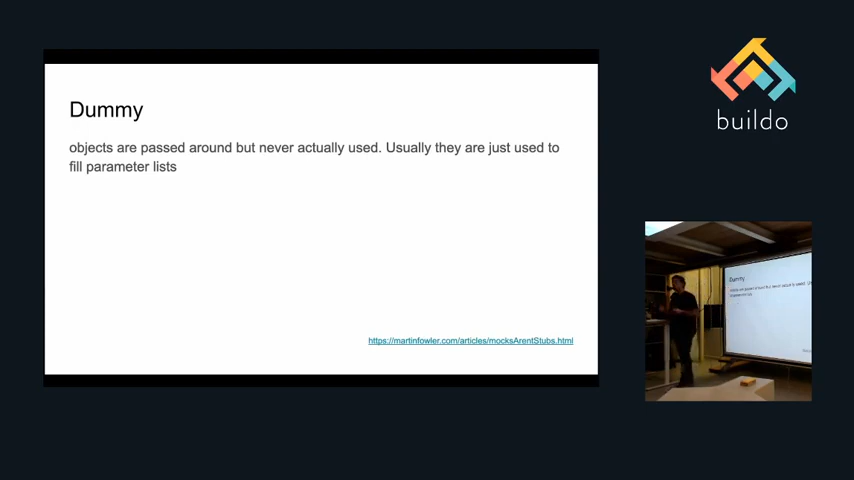 Dummy
objects are passed around but never actually used. Usually they are just used to
fill parameter lists
https://martinfowler.com/articles/mocksArentStubs.html
buildo
Dummy